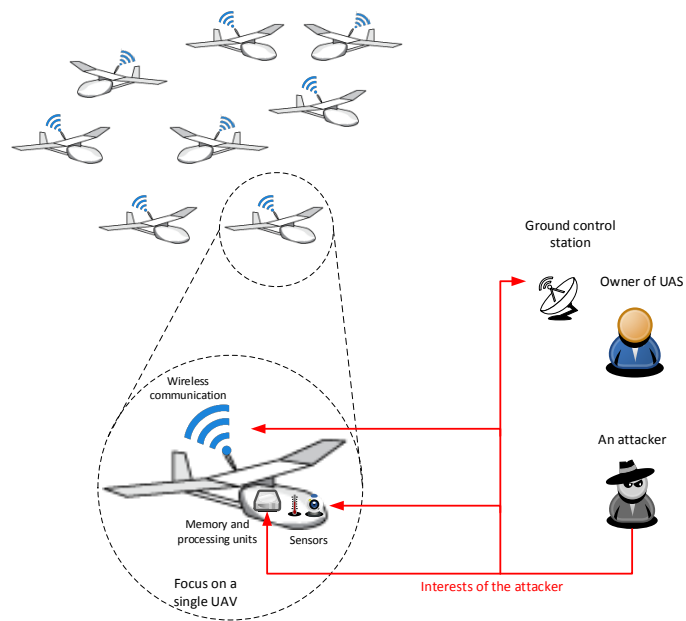 Ground control
station
Owner of UAS
Wireless
communication
An attacker
Memory and
processing units
Sensors
Focus on a
single UAV
Interests of the attacker